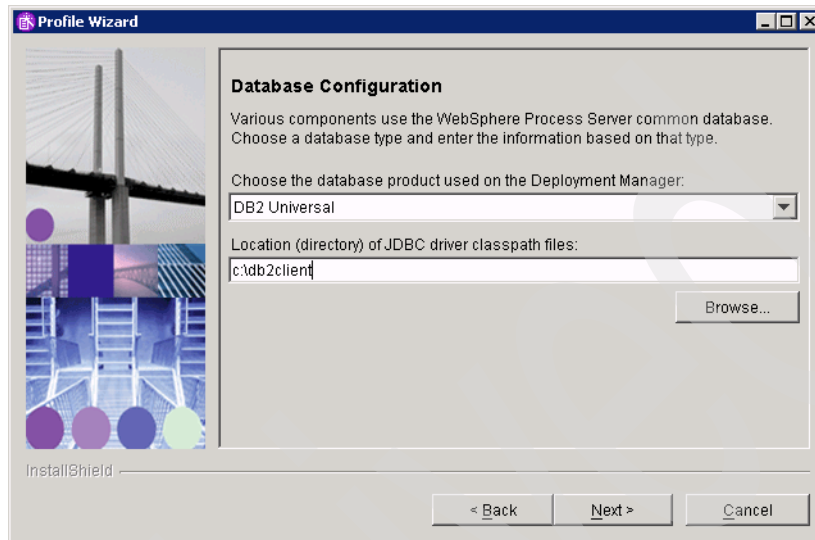 Profile Wizard
Database Configuration
Various components use the WebSphere Process Server common database.
Choose a database type and enter the information based on that type.
Choose the database product used on the Deployment Manager:
DB2 Universal
Location (directory) of JDBC driver classpath files:
c:\db2client
Browse...
InstallShield
< Back
Next >
Cancel